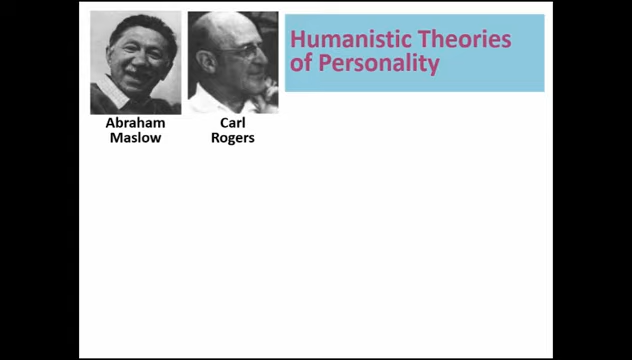 Humanistic Theories
of Personality
Abraham
Maslow
Carl
Rogers